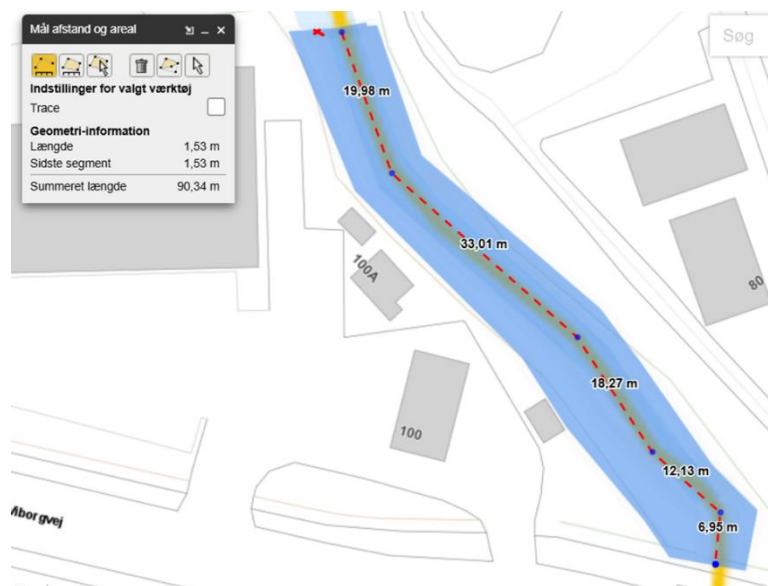 Mål afstand og areal
Søg
Indstillinger for valgt værktøj
Trace
Geometri-information
Længde 1,53 m
Sidste segment 1,53 m
Summeret længde 90,34 m
19,98 m
33,01 m
100A
80
18,27 m
100
12,13 m
6,95 m
Viborgvej